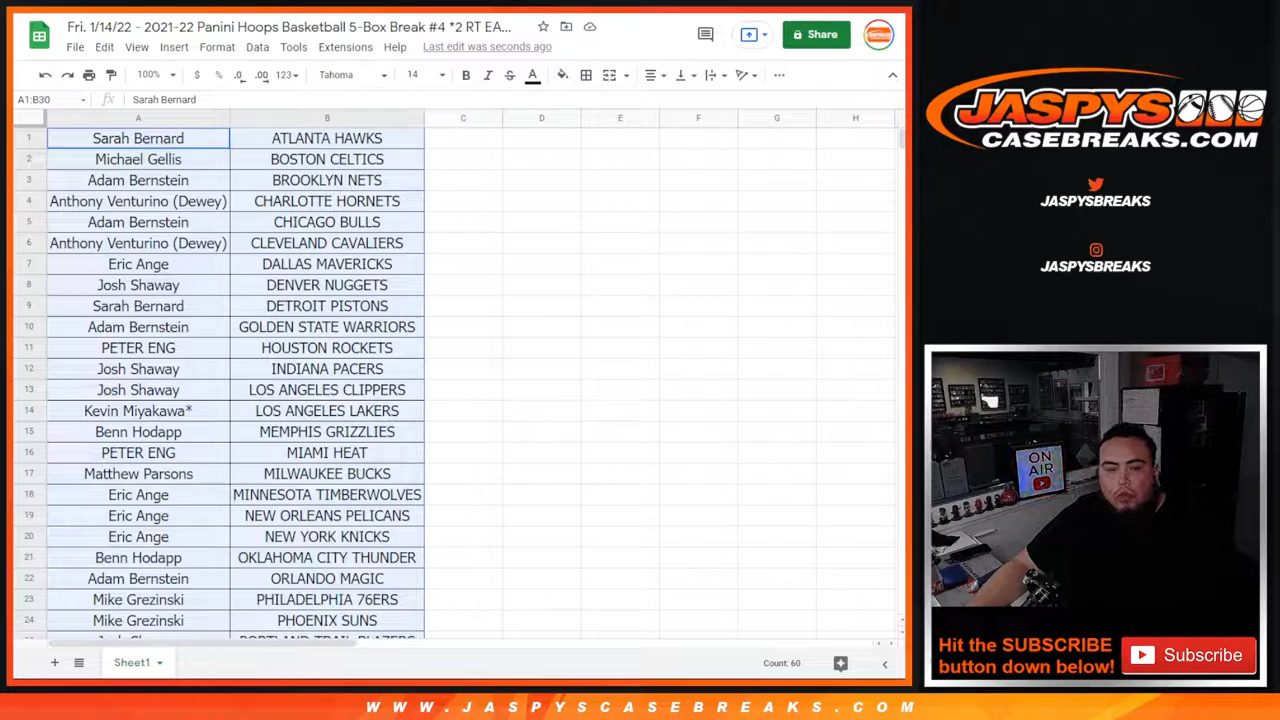 Fri. 1/14/22 - 2021-22 Panini Hoops Basketball 5-Box Break #4 *2 RT EA...
File Edit View Insert Format Data Tools Extensions Help Last edit was seconds ago
Share
100% $ % .0 .00 123 Tahoma 14 B I S A
A1:B30 fx Sarah Bernard
A B C D E F G H
1 Sarah Bernard ATLANTA HAWKS
2 Michael Gellis BOSTON CELTICS
3 Adam Bernstein BROOKLYN NETS
4 Anthony Venturino (Dewey) CHARLOTTE HORNETS
5 Adam Bernstein CHICAGO BULLS
6 Anthony Venturino (Dewey) CLEVELAND CAVALIERS
7 Eric Ange DALLAS MAVERICKS
8 Josh Shaway DENVER NUGGETS
9 Sarah Bernard DETROIT PISTONS
10 Adam Bernstein GOLDEN STATE WARRIORS
11 PETER ENG HOUSTON ROCKETS
12 Josh Shaway INDIANA PACERS
13 Josh Shaway LOS ANGELES CLIPPERS
14 Kevin Miyakawa* LOS ANGELES LAKERS
15 Benn Hodapp MEMPHIS GRIZZLIES
16 PETER ENG MIAMI HEAT
17 Matthew Parsons MILWAUKEE BUCKS
18 Eric Ange MINNESOTA TIMBERWOLVES
19 Eric Ange NEW ORLEANS PELICANS
20 Eric Ange NEW YORK KNICKS
21 Benn Hodapp OKLAHOMA CITY THUNDER
22 Adam Bernstein ORLANDO MAGIC
23 Mike Grezinski PHILADELPHIA 76ERS
24 Mike Grezinski PHOENIX SUNS
Sheet1
Count: 60
JASPYS
CASEBREAKS.COM
JASPYSBREAKS
JASPYSBREAKS
ON
AIR
Hit the SUBSCRIBE
button down below!
Subscribe
WWW.JASPYSCASEBREAKS.COM